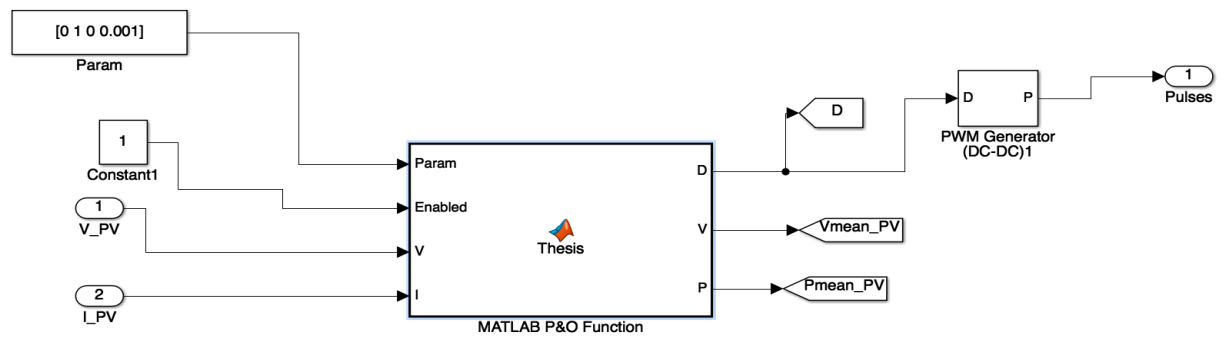 [0 1 0 0.001]
Param
1
Constant1
1
V_PV
2
I_PV
Param
Enabled
V
I
Thesis
D
V
P
MATLAB P&O Function
D
Vmean_PV
Pmean_PV
D
P
PWM Generator
(DC-DC)1
1
Pulses